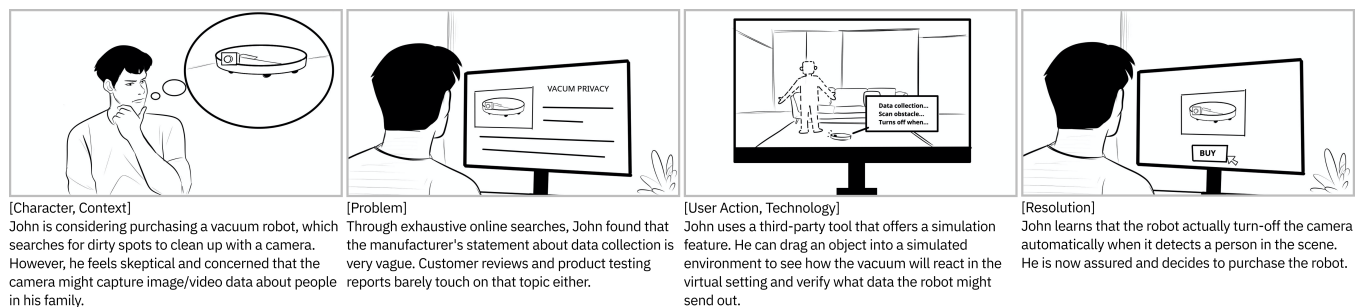 VACUM PRIVACY
Data collection...
Scan obstacle...
Turns off when...
BUY
[Character, Context]
John is considering purchasing a vacuum robot, which
searches for dirty spots to clean up with a camera.
However, he feels skeptical and concerned that the
camera might capture image/video data about people
in his family.
[Problem]
Through exhaustive online searches, John found that
the manufacturer's statement about data collection is
very vague. Customer reviews and product testing
reports barely touch on that topic either.
[User Action, Technology]
John uses a third-party tool that offers a simulation
feature. He can drag an object into a simulated
environment to see how the vacuum will react in the
virtual setting and verify what data the robot might
send out.
[Resolution]
John learns that the robot actually turn-off the camera
automatically when it detects a person in the scene.
He is now assured and decides to purchase the robot.